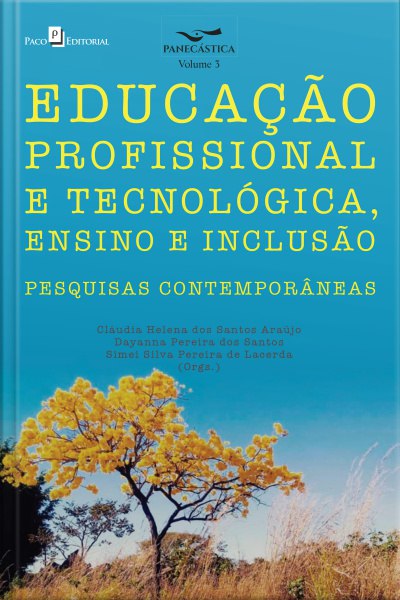 PACO EDITORIAL
PANECÁSTICA
Volume 3
EDUCAÇÃO
PROFISSIONAL
E TECNOLÓGICA,
ENSINO E INCLUSÃO
PESQUISAS CONTEMPORÂNEAS
Cláudia Helena dos Santos Araújo
Dayanna Pereira dos Santos
Simei Silva Pereira de Lacerda
(Orgs.)